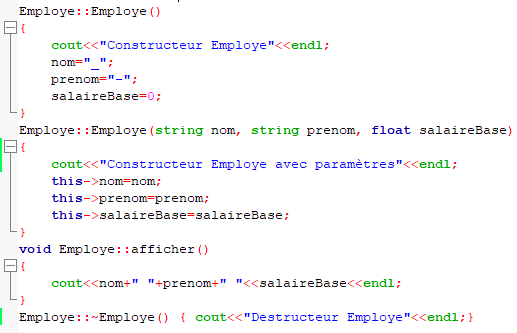 Employe::Employe()
{
cout<<"Constructeur Employe"<<endl;
nom="_";
prenom="-";
salaireBase=0;
}
Employe::Employe(string nom, string prenom, float salaireBase)
{
cout<<"Constructeur Employe avec paramètres"<<endl;
this->nom=nom;
this->prenom=prenom;
this->salaireBase=salaireBase;
}
void Employe::afficher()
{
cout<<nom+" "+prenom+" "<<salaireBase<<endl;
}
Employe::~Employe() { cout<<"Destructeur Employe"<<endl;}